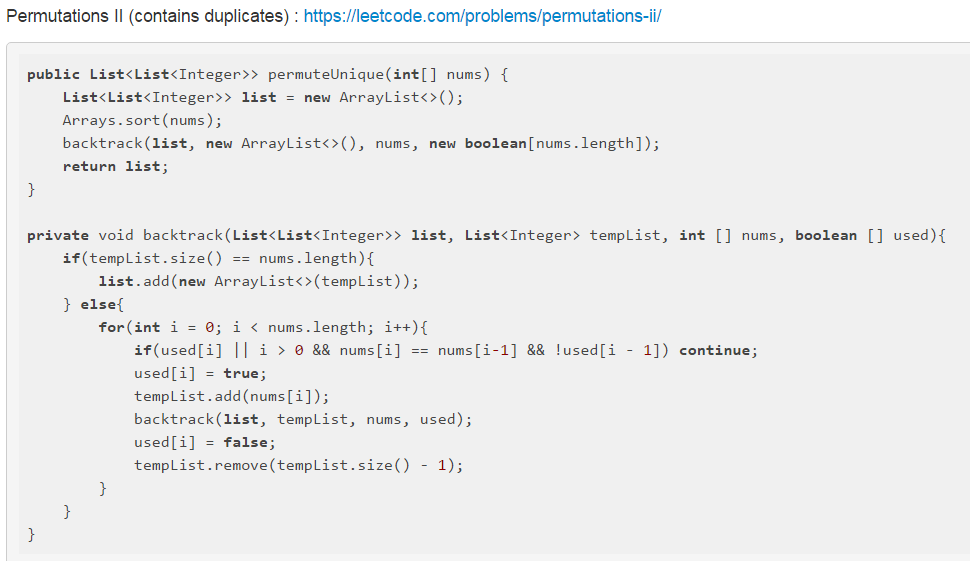 Permutations II (contains duplicates) : https://leetcode.com/problems/permutations-ii/
public List<List<Integer>> permuteUnique(int[] nums) {
    List<List<Integer>> list = new ArrayList<>();
    Arrays.sort(nums);
    backtrack(list, new ArrayList<>(), nums, new boolean[nums.length]);
    return list;
}
private void backtrack(List<List<Integer>> list, List<Integer> tempList, int [] nums, boolean [] used){
    if(tempList.size() == nums.length){
        list.add(new ArrayList<>(tempList));
    } else{
        for(int i = 0; i < nums.length; i++){
            if(used[i] || i > 0 && nums[i] == nums[i-1] && !used[i - 1]) continue;
            used[i] = true;
            tempList.add(nums[i]);
            backtrack(list, tempList, nums, used);
            used[i] = false;
            tempList.remove(tempList.size() - 1);
        }
    }
}